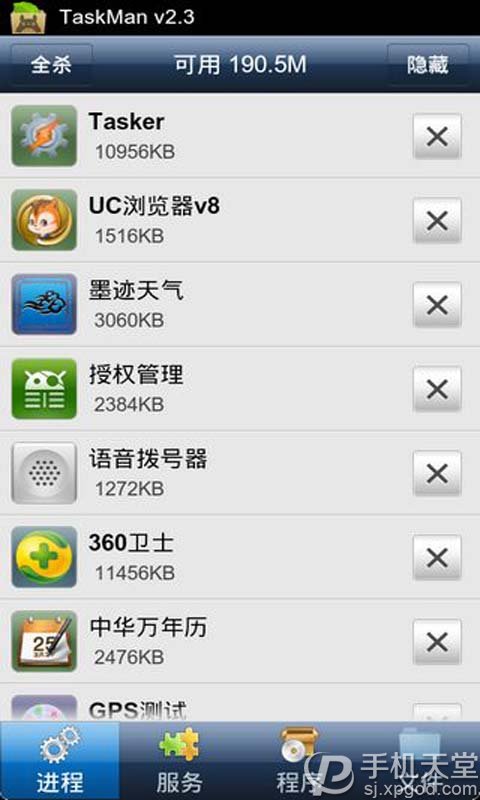 TaskMan v2.3
全杀
可用 190.5M
隐藏
Tasker
10956KB
UC浏览器v8
1516KB
墨迹天气
3060KB
授权管理
2384KB
语音拨号器
1272KB
360卫士
11456KB
25
中华万年历
2476KB
GPS测试
进程
服务
程序
手机天堂
sj.xpgod.com